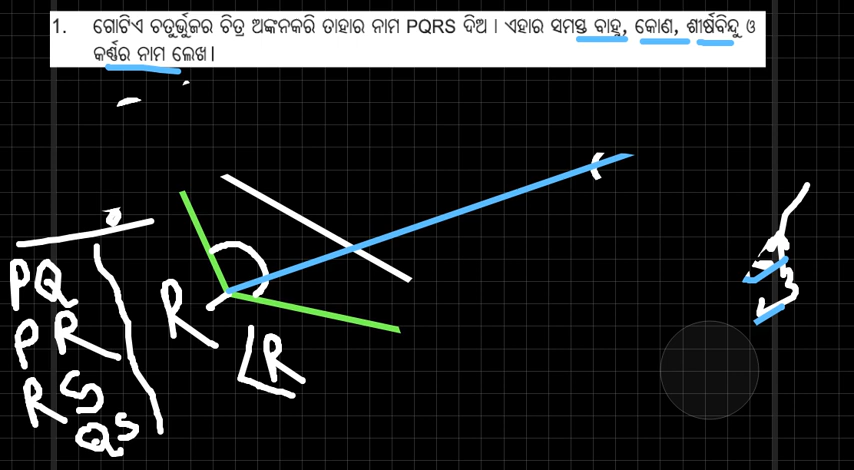 1. ଗୋଟିଏ ଚତୁର୍ଭୁଜର ଚିତ୍ର ଅଙ୍କନକରି ତାହାର ନାମ PQRS ଦିଅ । ଏହାର ସମସ୍ତ ବାହୁ, କୋଣ, ଶୀର୍ଷବିନ୍ଦୁ ଓ
କର୍ଣ୍ଣର ନାମ ଲେଖ।
PQ
PR
RS
QS
R
∠R